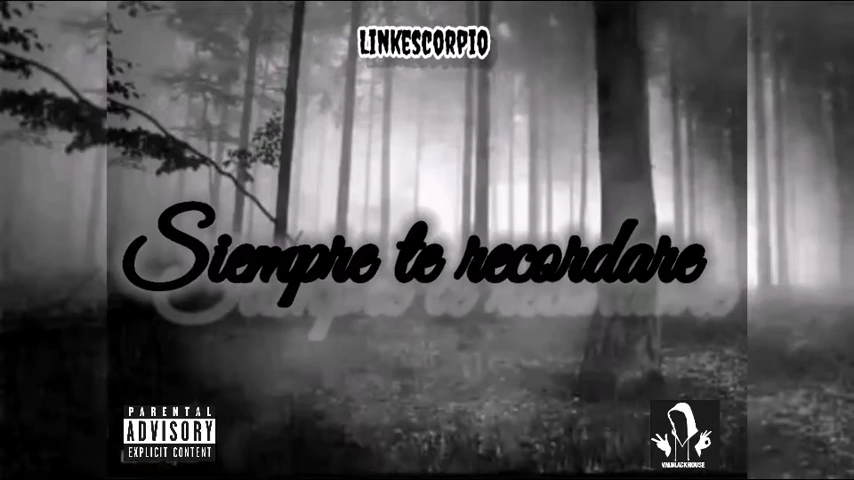 LINKESCORPIO
Siempre te recordare
PARENTAL
ADVISORY
EXPLICIT CONTENT